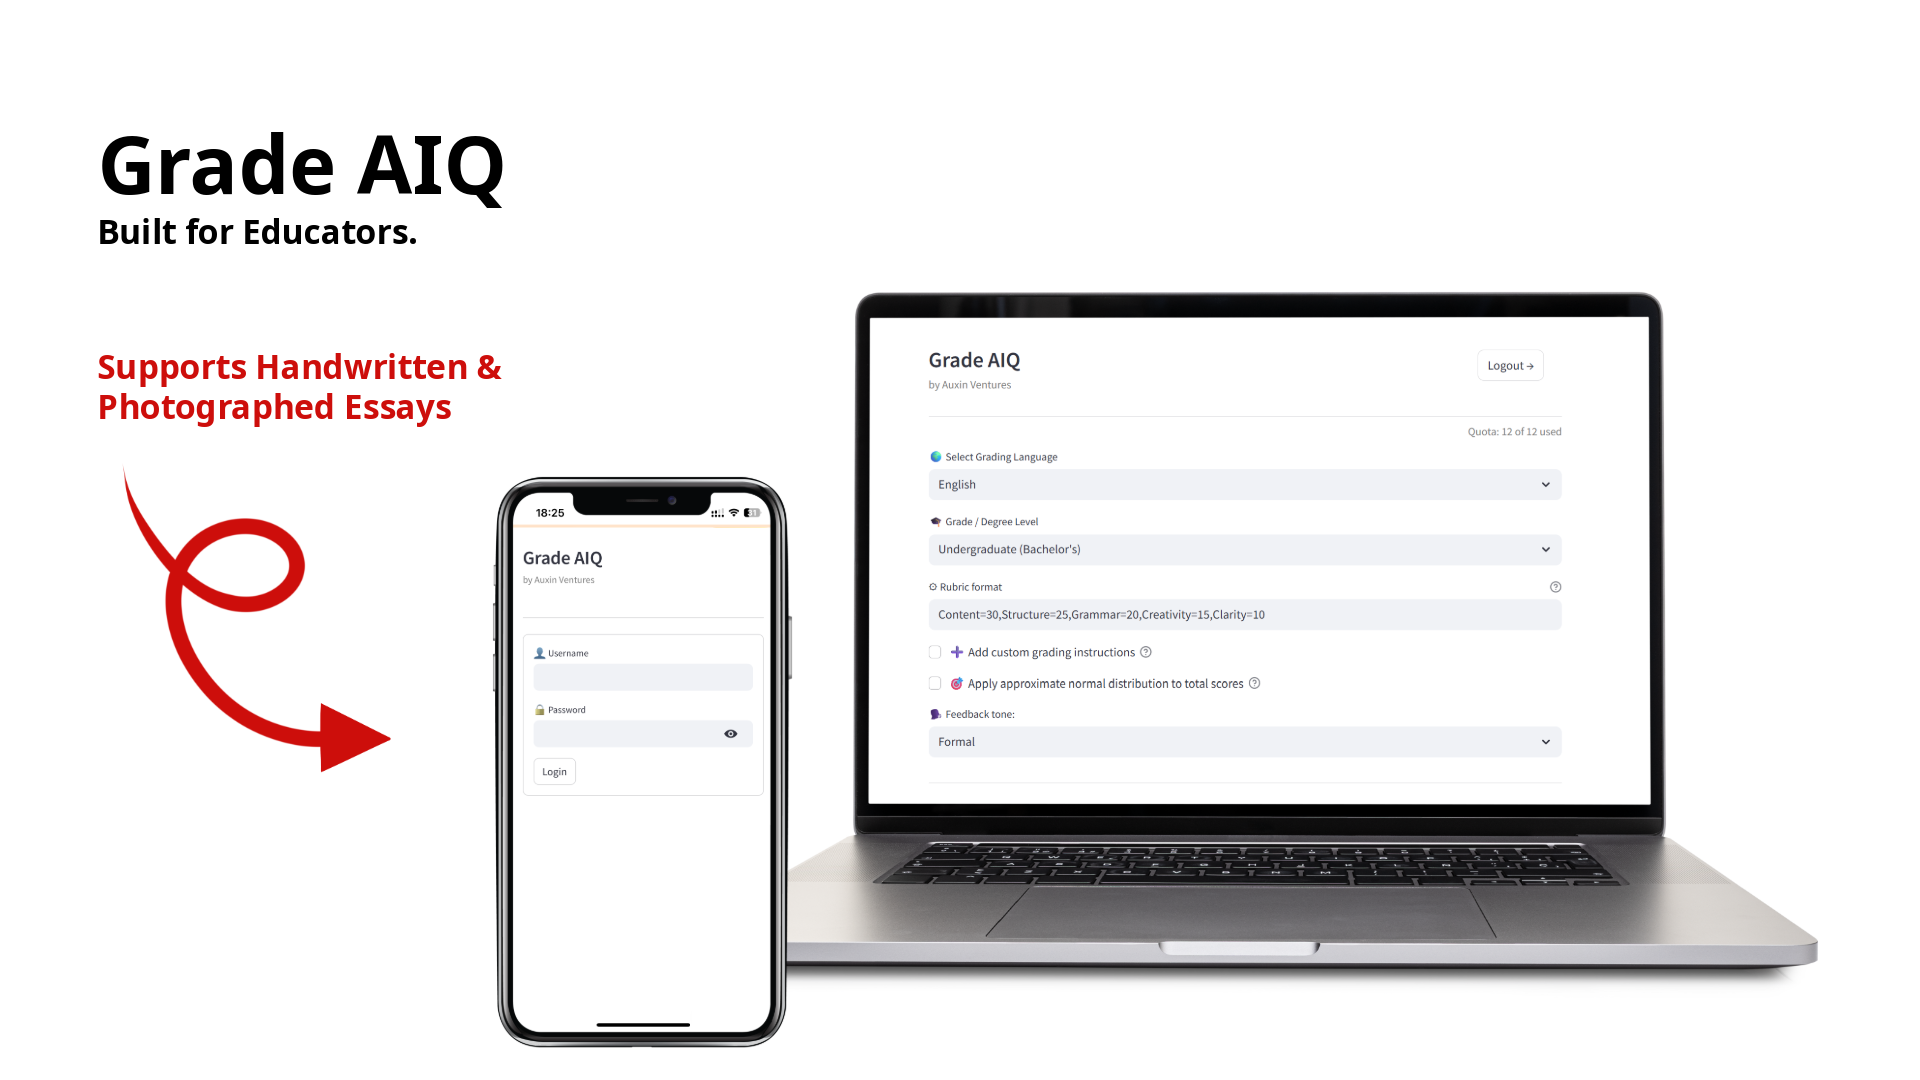 Grade AIQ
Built for Educators.
Supports Handwritten &
Photographed Essays
18:25
Grade AIQ
by Auxin Ventures
Username
Password
Login
Grade AIQ
by Auxin Ventures
Logout →
Quota: 12 of 12 used
Select Grading Language
English
Grade / Degree Level
Undergraduate (Bachelor's)
Rubric format
Content=30,Structure=25,Grammar=20,Creativity=15,Clarity=10
Add custom grading instructions
Apply approximate normal distribution to total scores
Feedback tone:
Formal